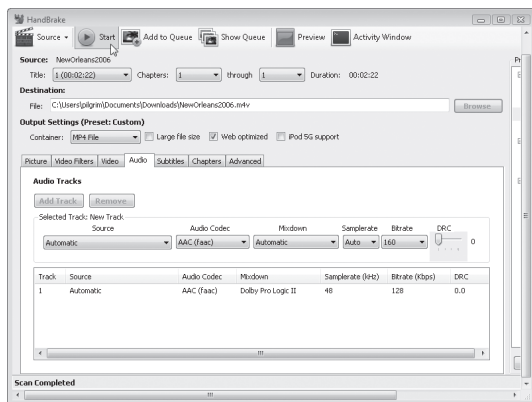 HandBrake
Source Start Add to Queue Show Queue Preview Activity Window
Source: NewOrleans2006
Title: 1 (00:02:22) Chapters: 1 through 1 Duration: 00:02:22
Destination:
File: C:\Users\pilgrim\Documents\Downloads\NewOrleans2006.m4v Browse
Output Settings (Preset: Custom)
Container: MP4 File Large file size Web optimized iPod 5G support
Picture Video Filters Video Audio Subtitles Chapters Advanced
Audio Tracks
Add Track Remove
Selected Track: New Track
Source Audio Codec Mixdown Samplerate Bitrate DRC
Automatic AAC (faac) Automatic Auto 160 0
Track Source Audio Codec Mixdown Samplerate (kHz) Bitrate (Kbps) DRC
1 Automatic AAC (faac) Dolby Pro Logic II 48 128 0.0
Scan Completed